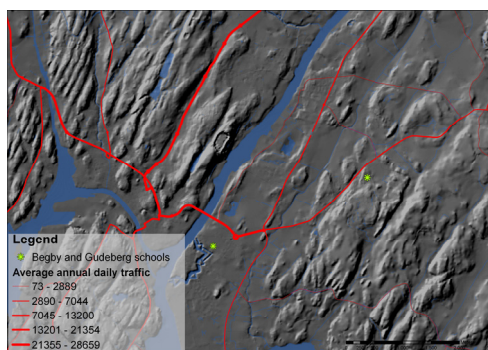 Legend
Begby and Gudeberg schools
Average annual daily traffic
73 - 2889
2890 - 7044
7045 - 13200
13201 - 21354
21355 - 28659